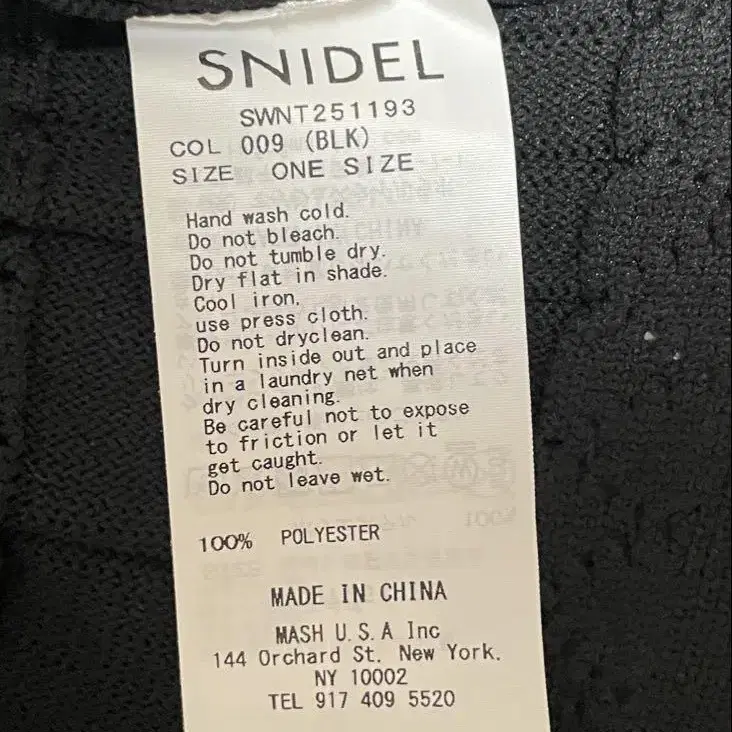 SNIDEL
SWNT251193
COL 009 (BLK)
SIZE ONE SIZE
Hand wash cold.
Do not bleach.
Do not tumble dry.
Dry flat in shade.
Cool iron.
use press cloth.
Do not dryclean.
Turn inside out and place
in a laundry net when
dry cleaning.
Be careful not to expose
to friction or let it
get caught.
Do not leave wet.
100% POLYESTER
MADE IN CHINA
MASH U.S.A Inc
144 Orchard St. New York.
NY 10002
TEL 917 409 5520